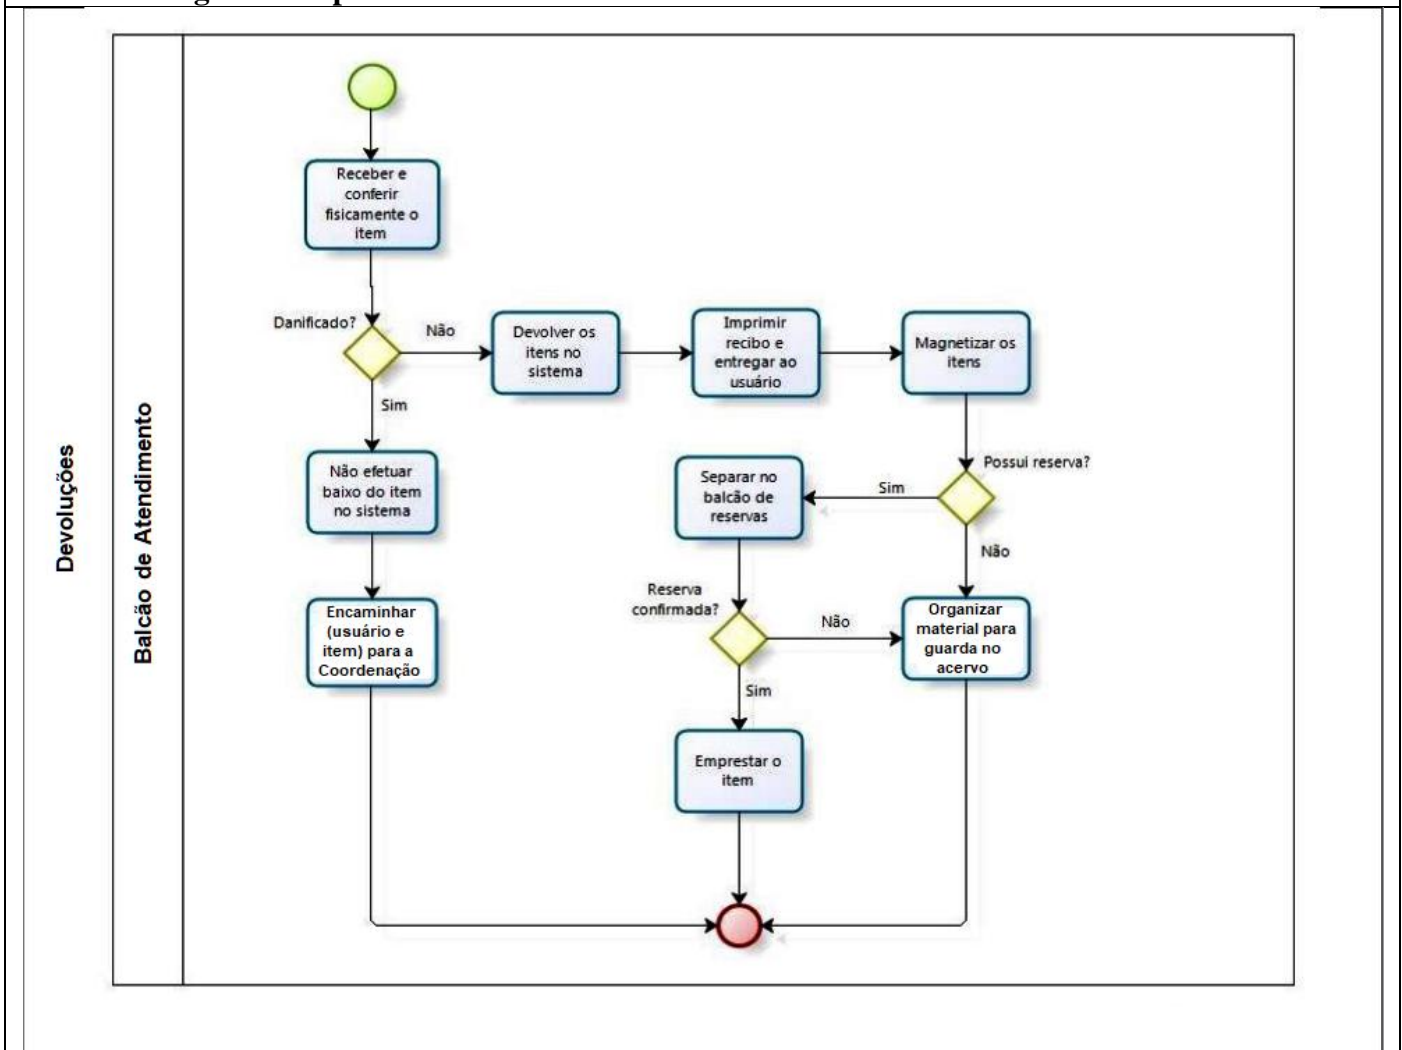 Devoluções
Balcão de Atendimento
Receber e
conferir
fisicamente o
item
Danificado?
Não
Devolver os
itens no
sistema
Imprimir
recibo e
entregar ao
usuário
Magnetizar os
itens
Sim
Não efetuar
baixo do item
no sistema
Possui reserva?
Sim
Separar no
balcão de
reservas
Não
Encaminhar
(usuário e
item) para a
Coordenação
Reserva
confirmada?
Não
Organizar
material para
guarda no
acervo
Sim
Emprestar o
item